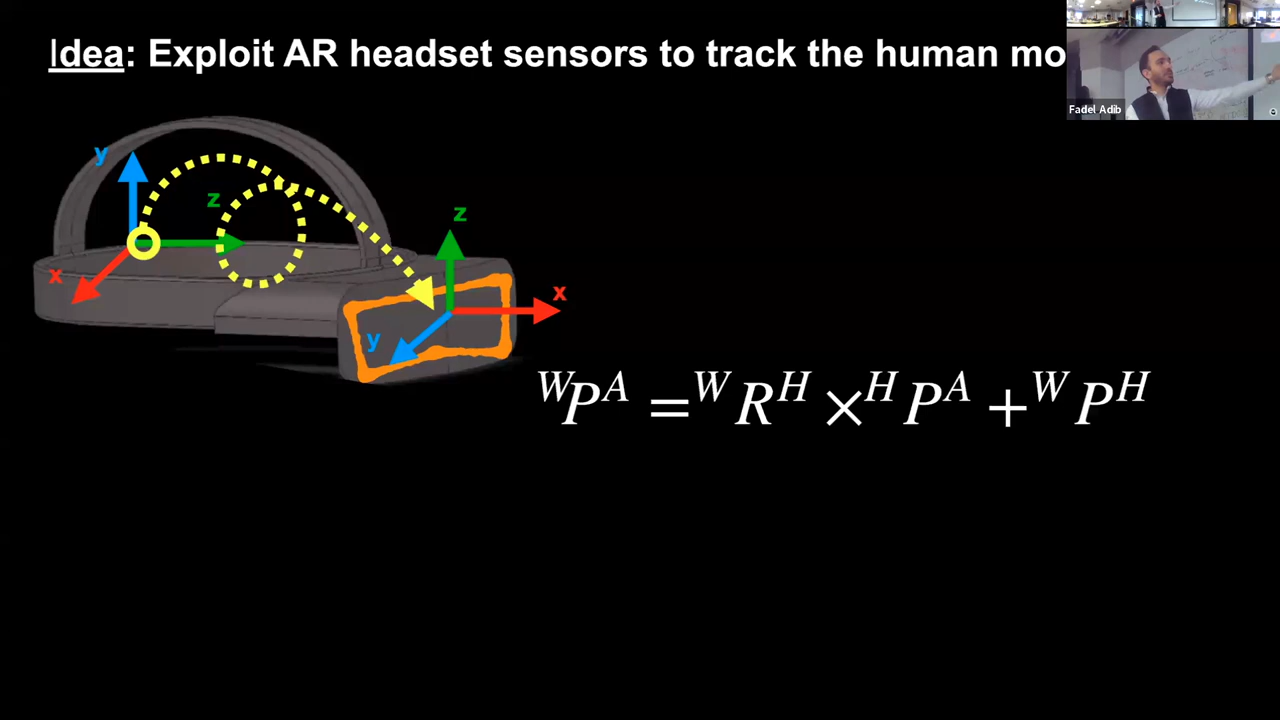 Idea: Exploit AR headset sensors to track the human mo
Fadel Adib
y
z
z
x
x
y
ᵂPᴬ = ᵂRᴴ × ᴴPᴬ + ᵂPᴴ